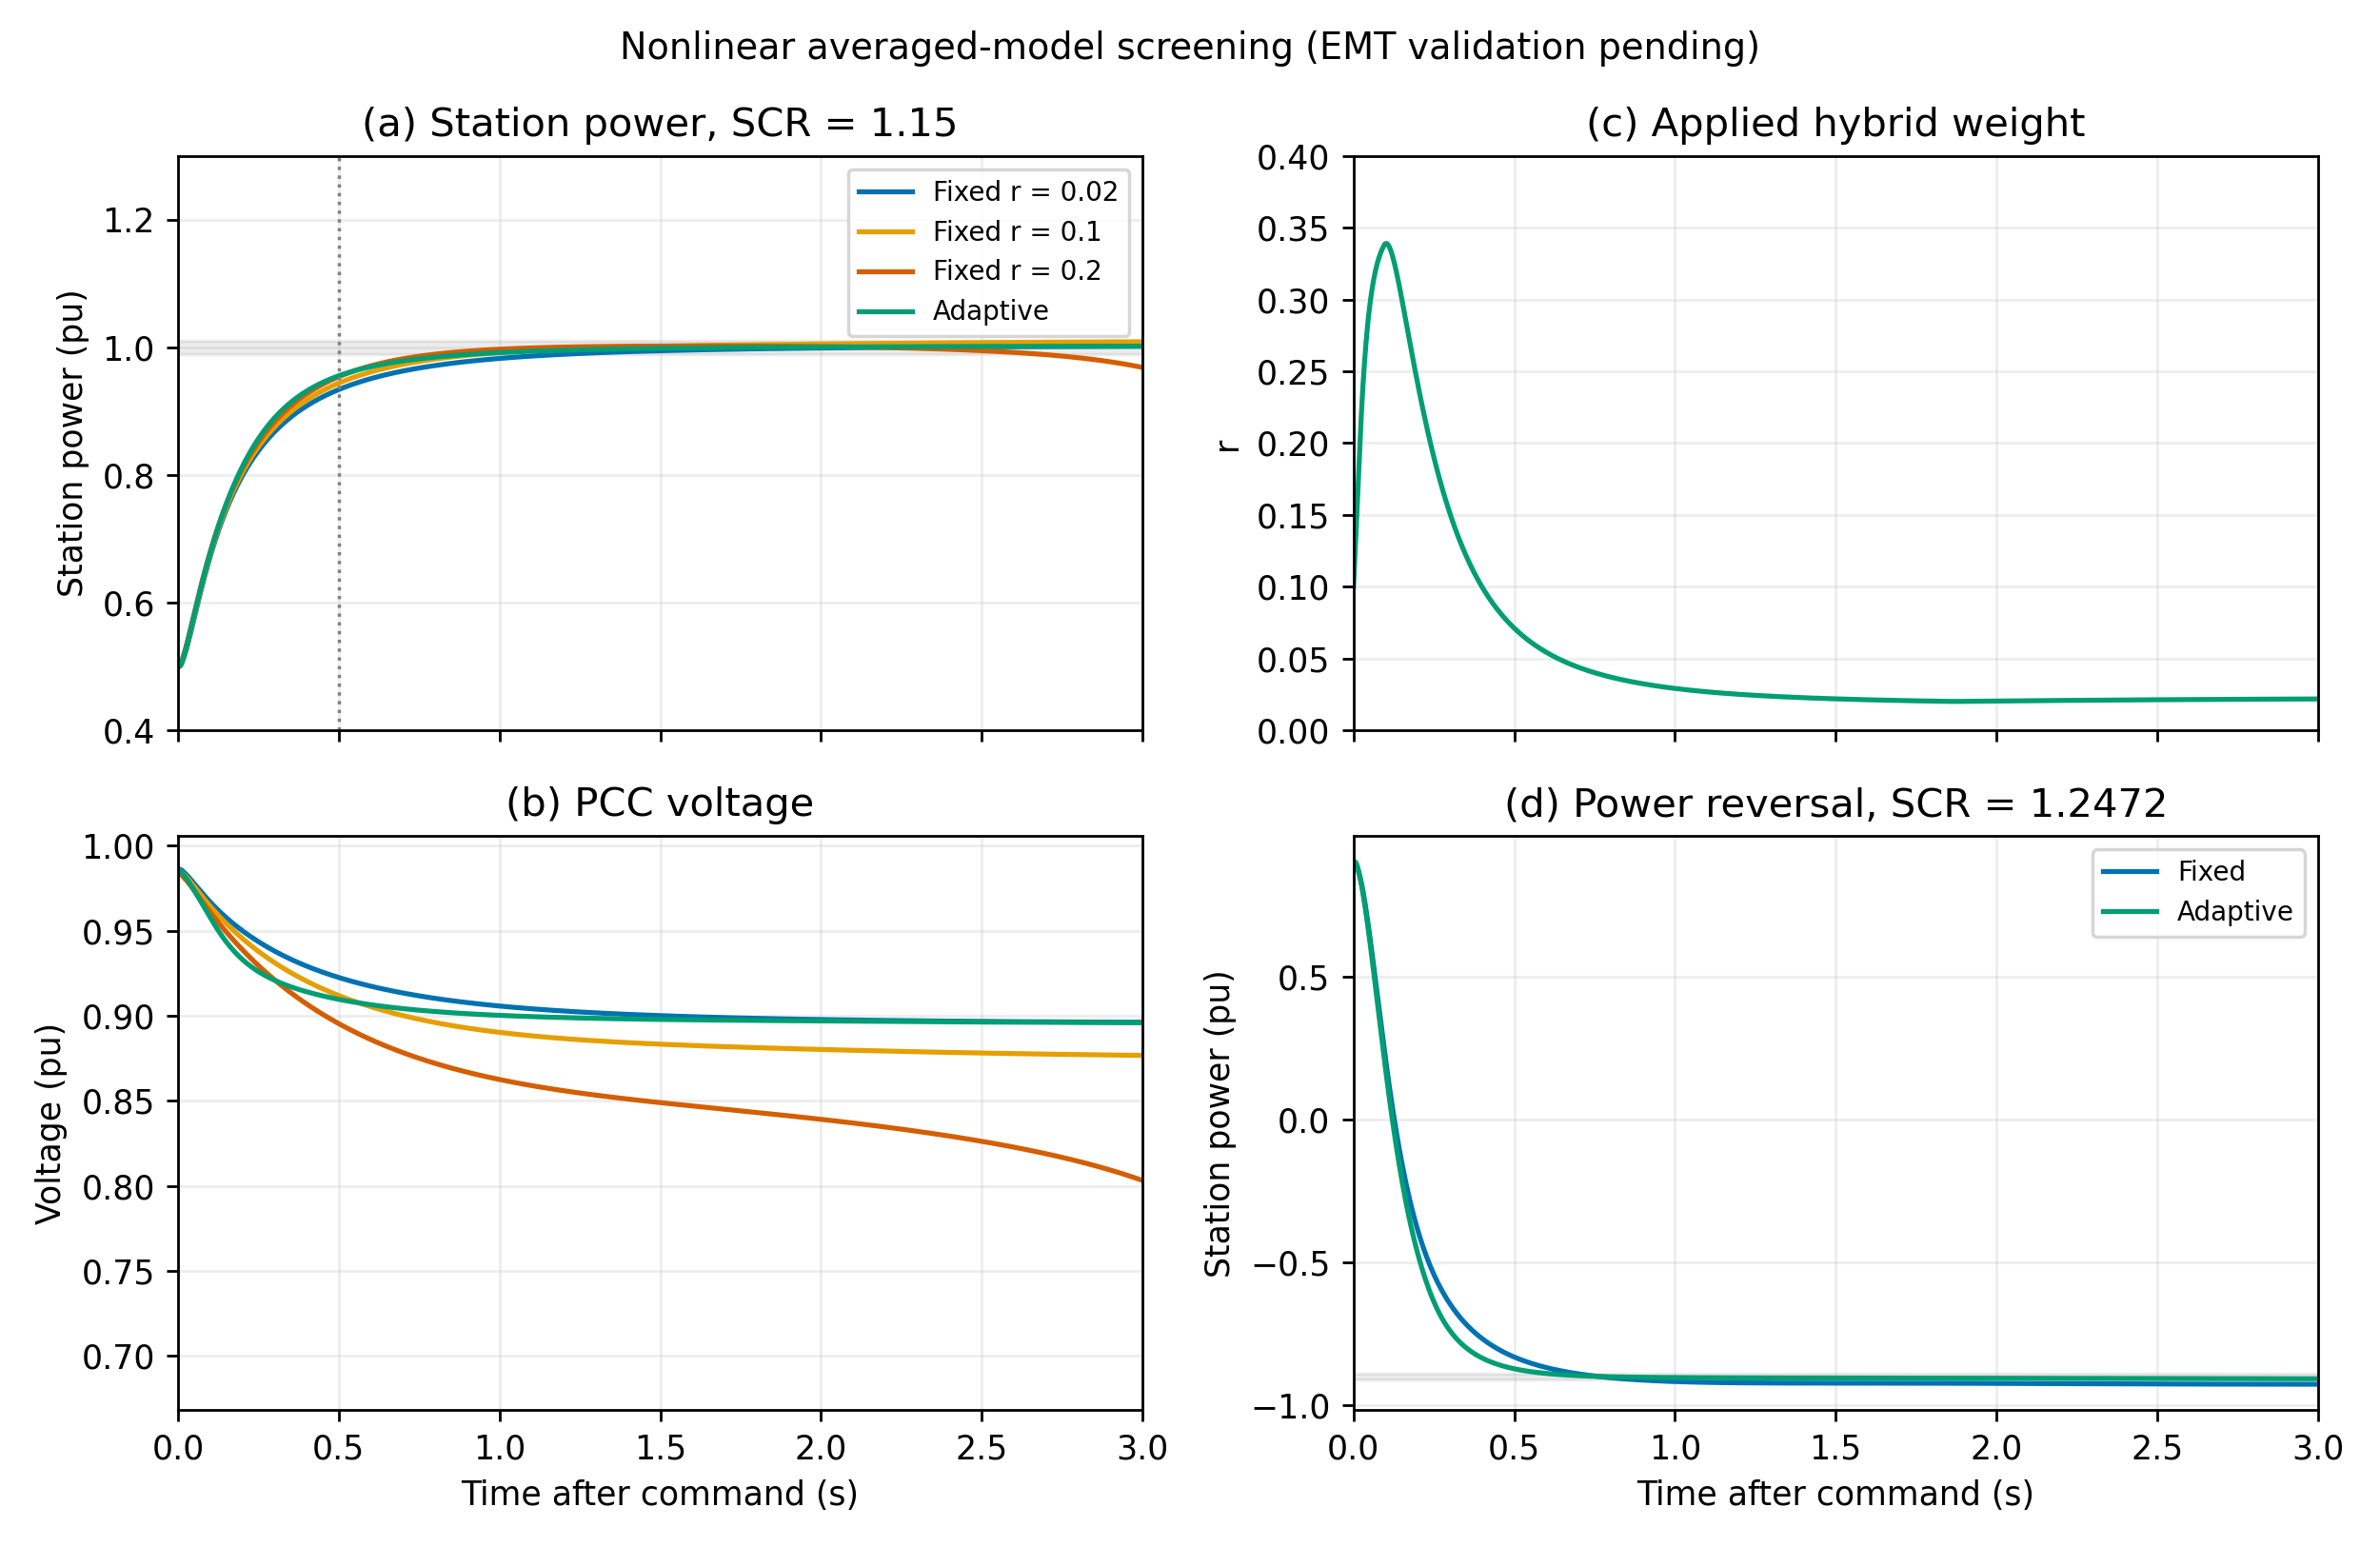 Nonlinear averaged-model screening (EMT validation pending)
(a) Station power, SCR = 1.15
Station power (pu)
1.2
1.0
0.8
0.6
0.4
Fixed r = 0.02
Fixed r = 0.1
Fixed r = 0.2
Adaptive
(c) Applied hybrid weight
r
0.40
0.35
0.30
0.25
0.20
0.15
0.10
0.05
0.00
(b) PCC voltage
Voltage (pu)
1.00
0.95
0.90
0.85
0.80
0.75
0.70
0.0 0.5 1.0 1.5 2.0 2.5 3.0
Time after command (s)
(d) Power reversal, SCR = 1.2472
Station power (pu)
0.5
0.0
−0.5
−1.0
Fixed
Adaptive
0.0 0.5 1.0 1.5 2.0 2.5 3.0
Time after command (s)